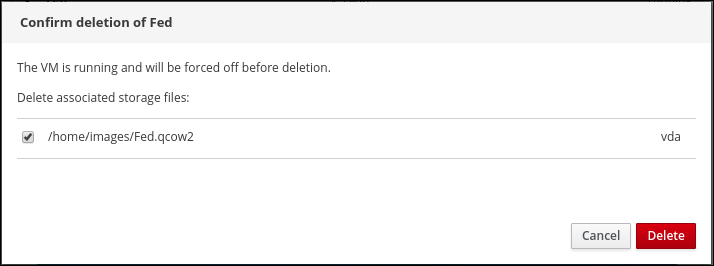 Confirm deletion of Fed
The VM is running and will be forced off before deletion.
Delete associated storage files:
/home/images/Fed.qcow2 vda
Cancel Delete